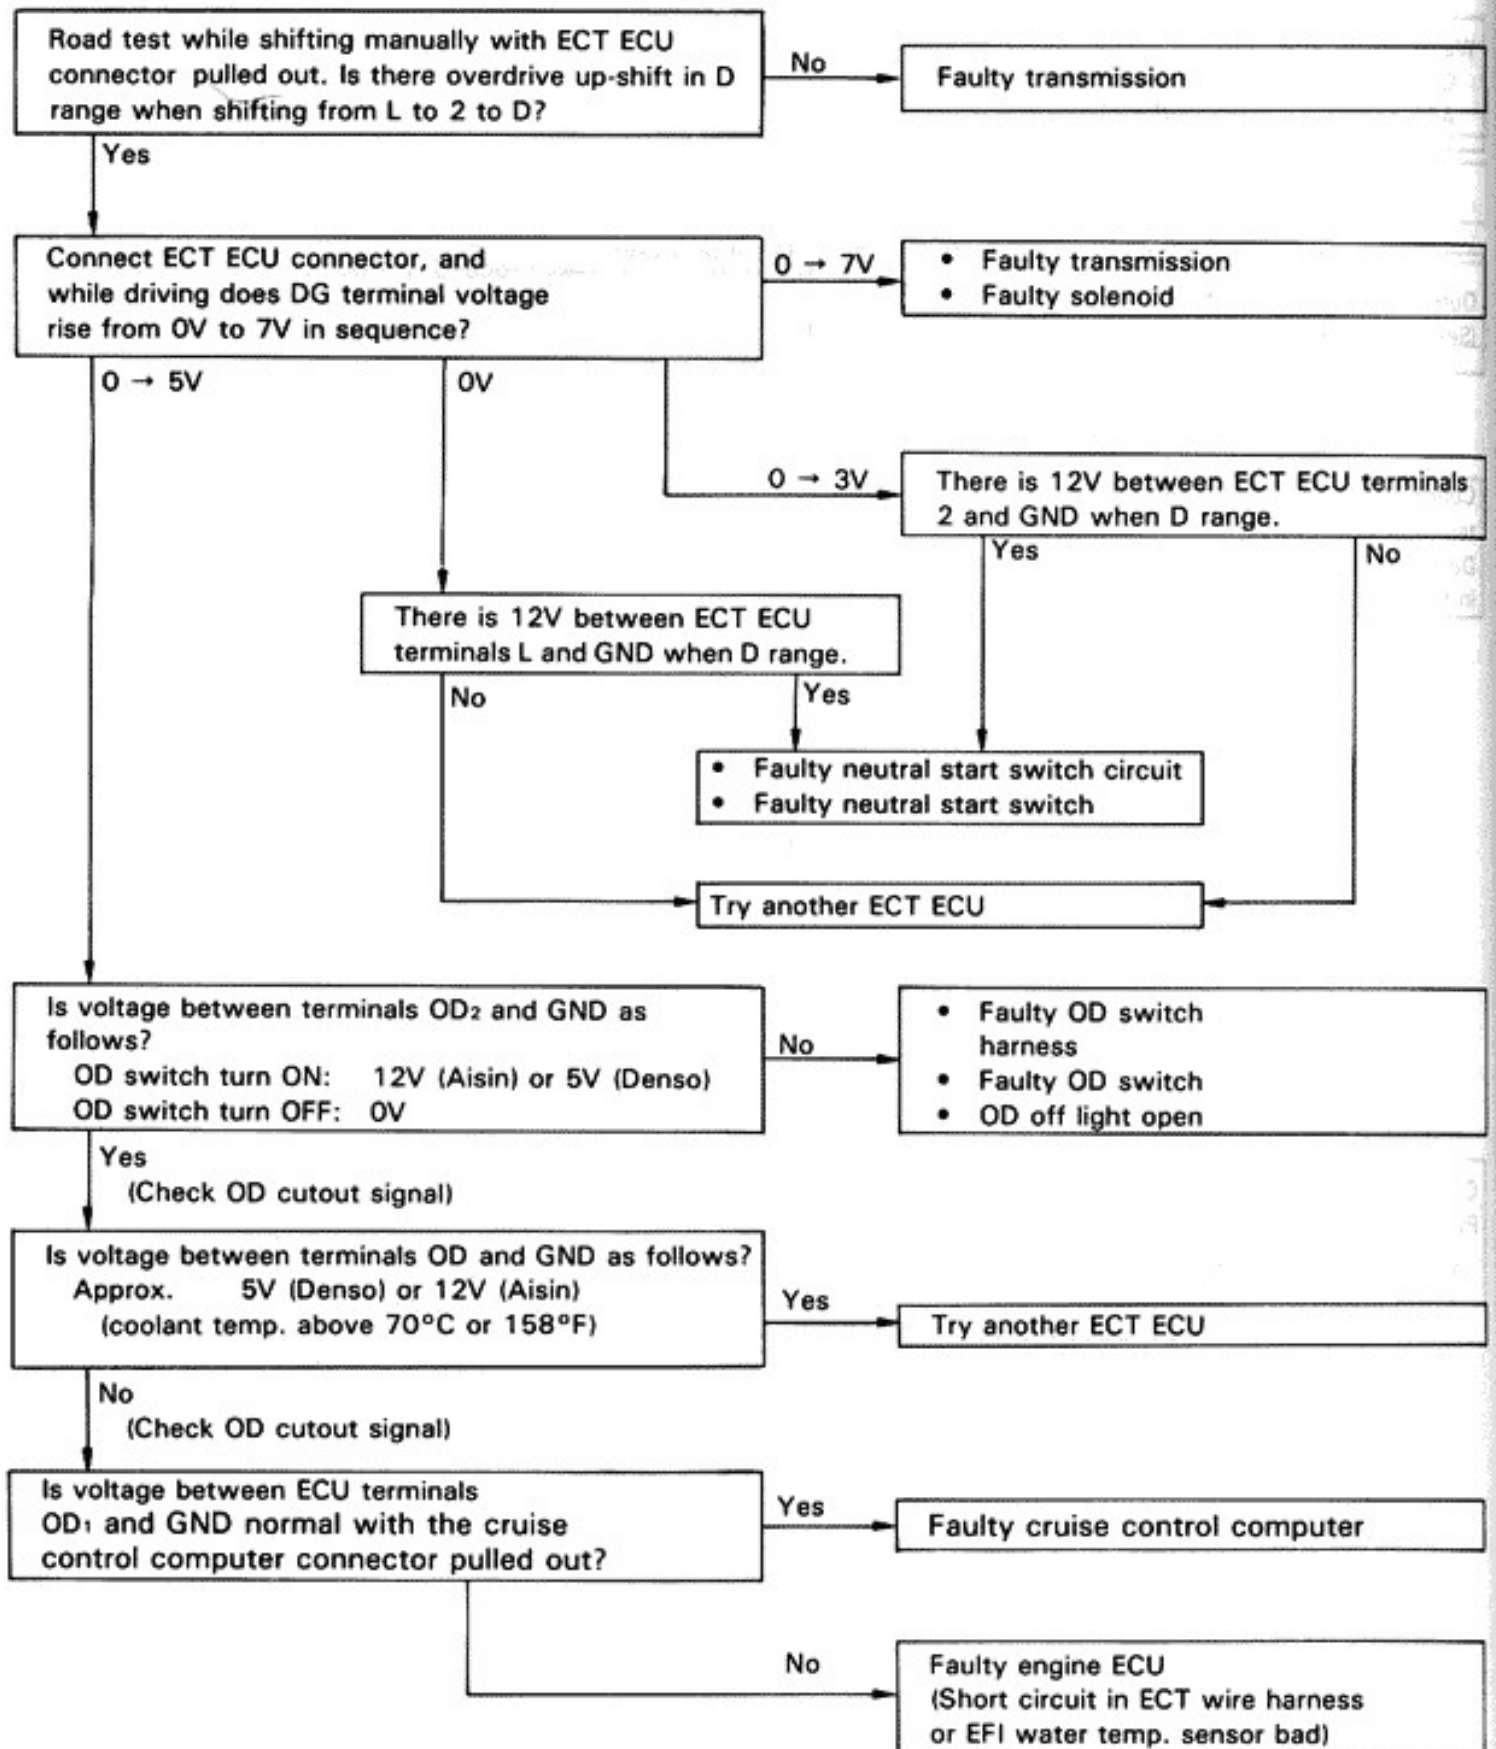 Road test while shifting manually with ECT ECU
connector pulled out. Is there overdrive up-shift in D
range when shifting from L to 2 to D?
No
Faulty transmission
Yes
Connect ECT ECU connector, and
while driving does DG terminal voltage
rise from 0V to 7V in sequence?
0 → 7V
• Faulty transmission
• Faulty solenoid
0 → 5V
0V
0 → 3V
There is 12V between ECT ECU terminals
2 and GND when D range.
Yes
No
There is 12V between ECT ECU
terminals L and GND when D range.
No
Yes
• Faulty neutral start switch circuit
• Faulty neutral start switch
Try another ECT ECU
Is voltage between terminals OD2 and GND as
follows?
OD switch turn ON: 12V (Aisin) or 5V (Denso)
OD switch turn OFF: 0V
No
• Faulty OD switch
harness
• Faulty OD switch
• OD off light open
Yes
(Check OD cutout signal)
Is voltage between terminals OD and GND as follows?
Approx. 5V (Denso) or 12V (Aisin)
(coolant temp. above 70°C or 158°F)
Yes
Try another ECT ECU
No
(Check OD cutout signal)
Is voltage between ECU terminals
OD1 and GND normal with the cruise
control computer connector pulled out?
Yes
Faulty cruise control computer
No
Faulty engine ECU
(Short circuit in ECT wire harness
or EFI water temp. sensor bad)